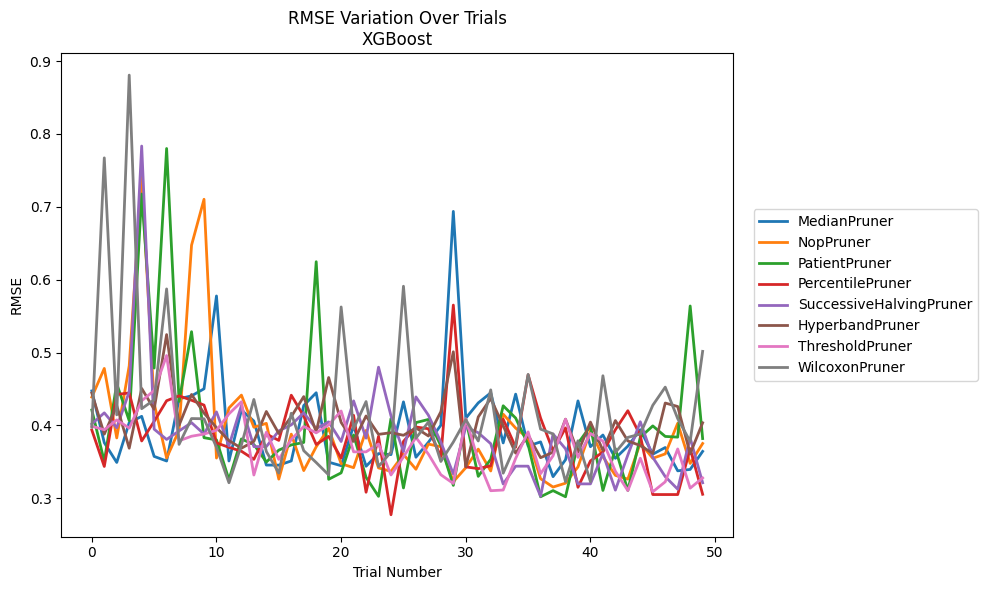 RMSE Variation Over Trials
XGBoost
RMSE
0.9
0.8
0.7
0.6
0.5
0.4
0.3
0
10
20
30
40
50
Trial Number
MedianPruner
NopPruner
PatientPruner
PercentilePruner
SuccessiveHalvingPruner
HyperbandPruner
ThresholdPruner
WilcoxonPruner